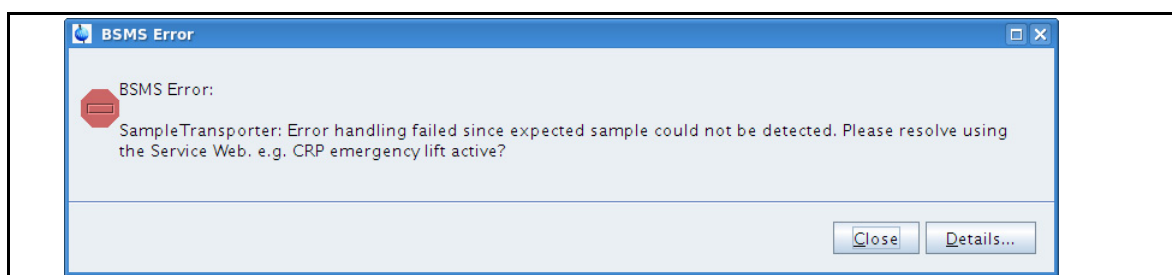 BSMS Error
BSMS Error:
SampleTransporter: Error handling failed since expected sample could not be detected. Please resolve using
the Service Web. e.g. CRP emergency lift active?
Close Details...